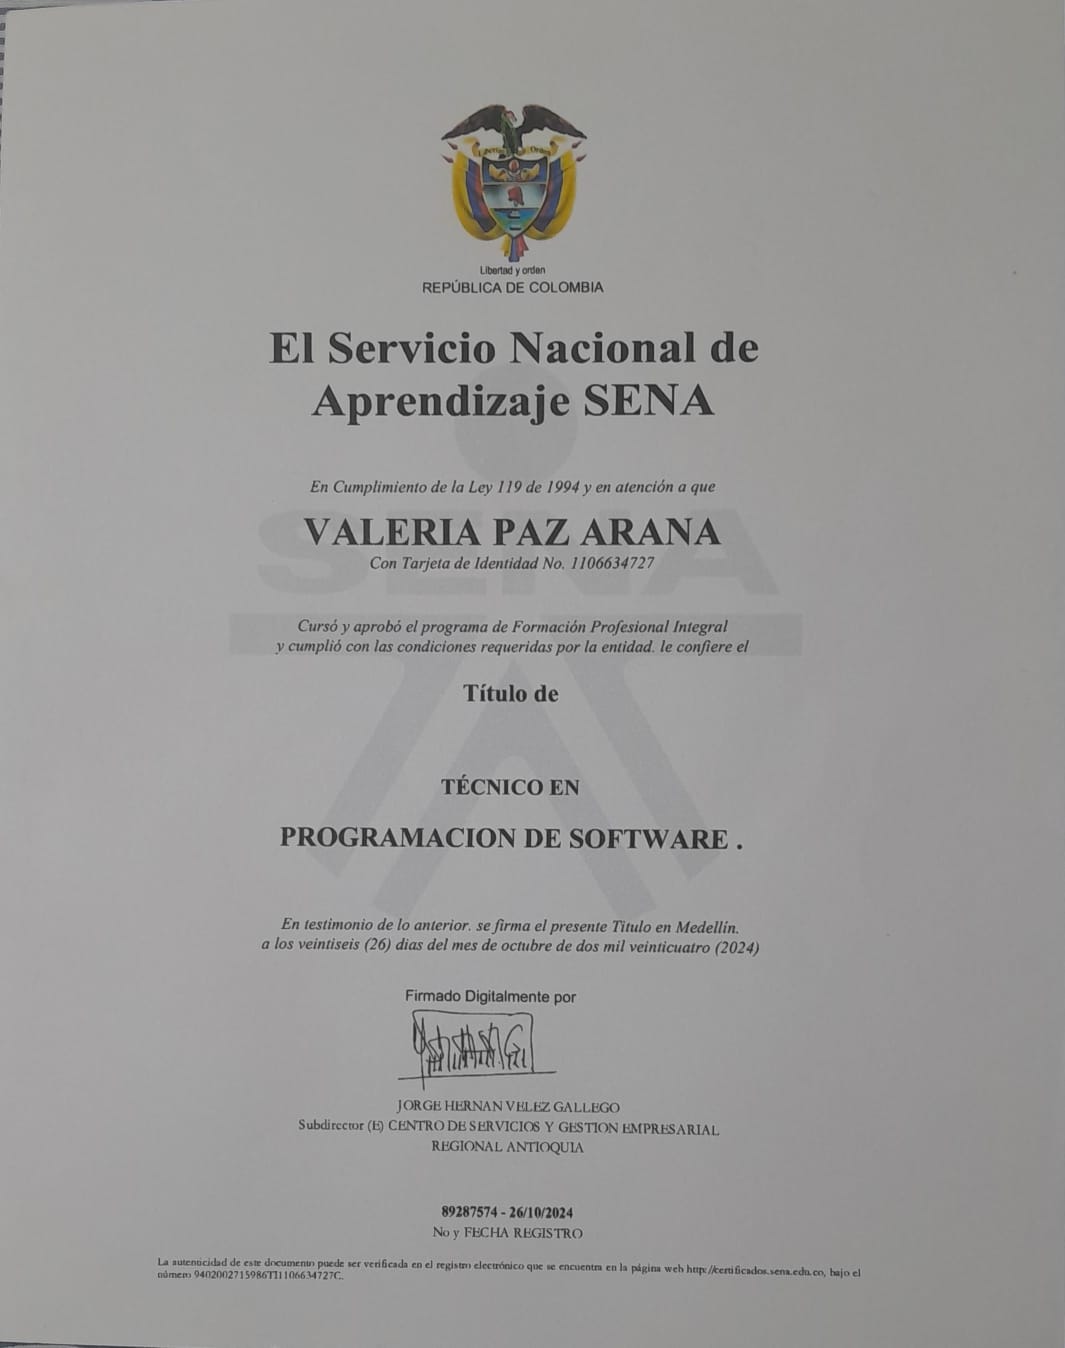 Libertad y Orden
Libertad y orden
REPÚBLICA DE COLOMBIA
El Servicio Nacional de
Aprendizaje SENA
En Cumplimiento de la Ley 119 de 1994 y en atención a que
SENA
VALERIA PAZ ARANA
Con Tarjeta de Identidad No. 1106634727
Cursó y aprobó el programa de Formación Profesional Integral
y cumplió con las condiciones requeridas por la entidad. le confiere el
Título de
TÉCNICO EN
PROGRAMACION DE SOFTWARE .
En testimonio de lo anterior. se firma el presente Titulo en Medellín.
a los veintiseis (26) dias del mes de octubre de dos mil veinticuatro (2024)
Firmado Digitalmente por
JORGE HERNAN VELEZ GALLEGO
Subdirector (E) CENTRO DE SERVICIOS Y GESTION EMPRESARIAL
REGIONAL ANTIOQUIA
89287574 - 26/10/2024
No y FECHA REGISTRO
La autenticidad de este documento puede ser verificada en el registro electrónico que se encuentra en la página web http://certificados.sena.edu.co, bajo el
número 9402002715986TI1106634727C.